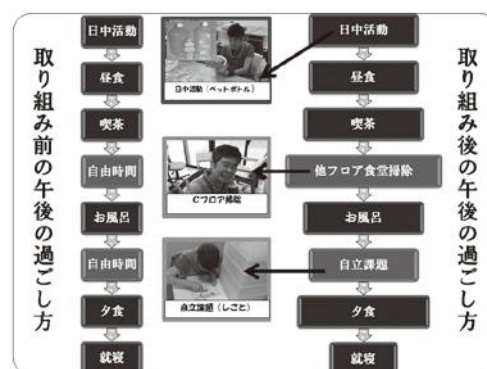 取り組み前の午後の過ごし方
日中活動
昼食
喫茶
自由時間
お風呂
自由時間
夕食
就寝
日中活動（ペットボトル）
Cフロア掃除
自立課題（しごと）
日中活動
昼食
喫茶
他フロア食堂掃除
お風呂
自立課題
夕食
就寝
取り組み後の午後の過ごし方